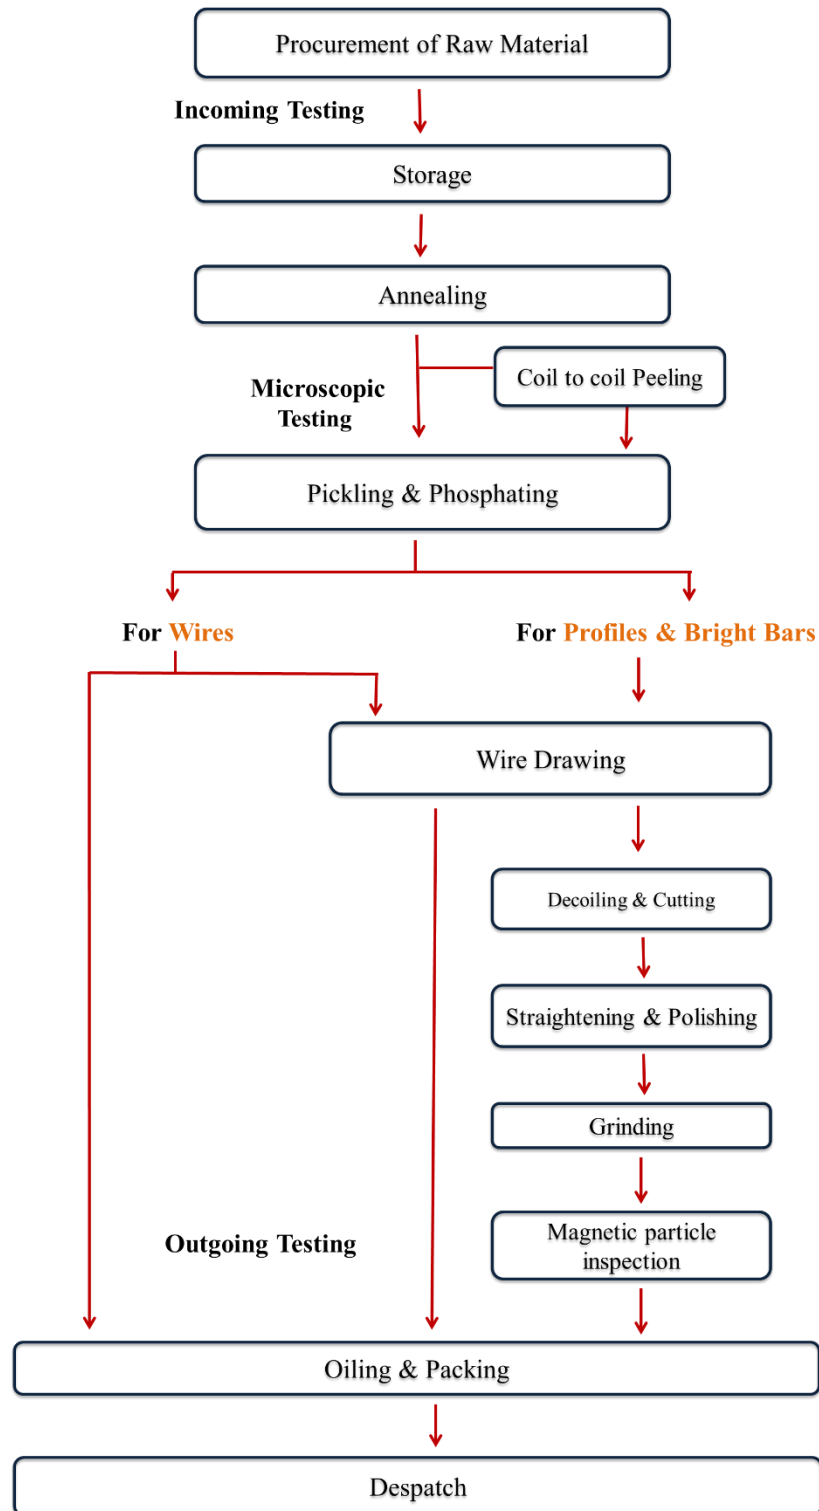 Procurement of Raw Material
Incoming Testing
Storage
Annealing
Coil to coil Peeling
Microscopic
Testing
Pickling & Phosphating
For Wires
For Profiles & Bright Bars
Wire Drawing
Decoiling & Cutting
Straightening & Polishing
Grinding
Magnetic particle
inspection
Outgoing Testing
Oiling & Packing
Despatch